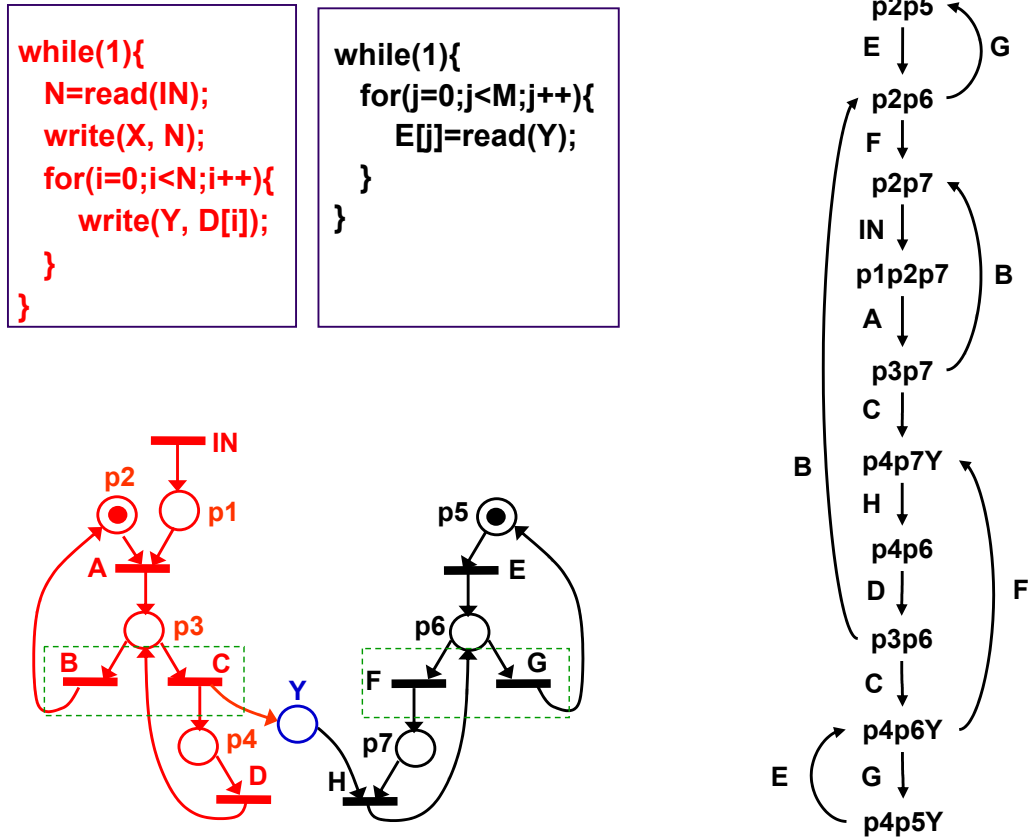 while(1){
N=read(IN);
write(X, N);
for(i=0;i<N;i++){
write(Y, D[i]);
}
}
while(1){
for(j=0;j<M;j++){
E[j]=read(Y);
}
}
IN
p2
p1
A
p3
B
C
p4
D
Y
p5
E
p6
F
G
p7
H
p2p5
E
G
p2p6
F
p2p7
IN
p1p2p7
B
A
p3p7
C
p4p7Y
B
H
p4p6
D
F
p3p6
C
p4p6Y
E
G
p4p5Y